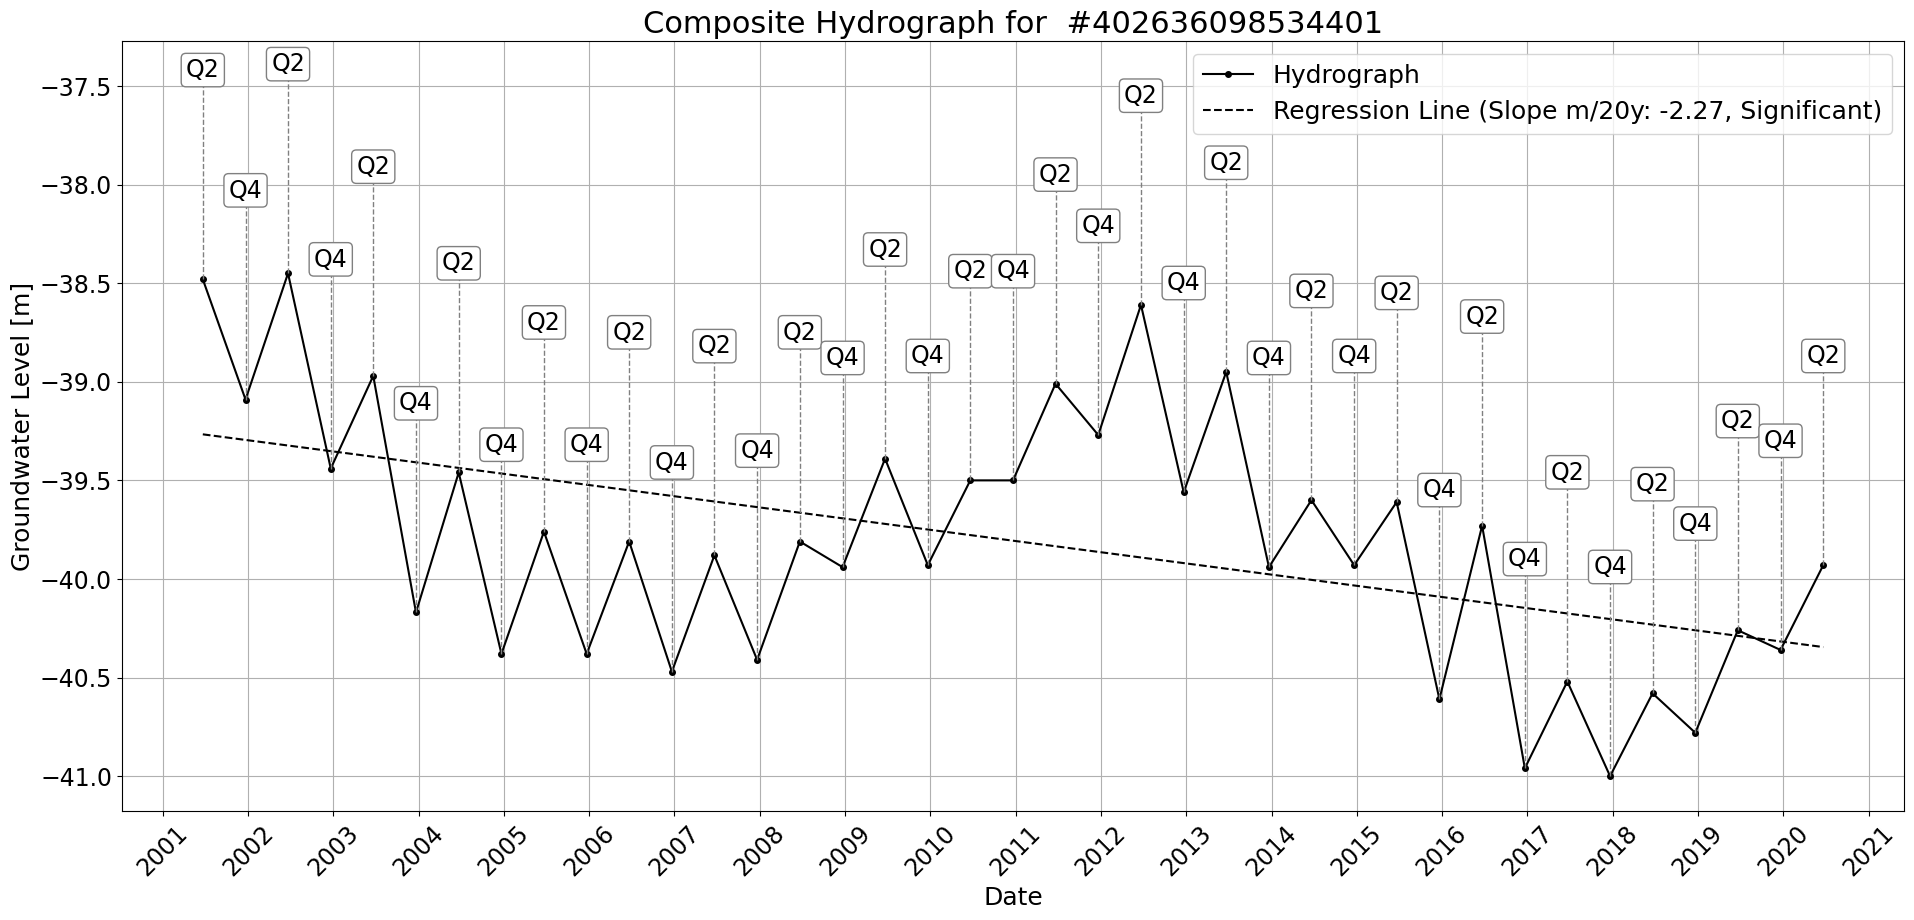 Composite Hydrograph for  #402636098534401
Hydrograph
Regression Line (Slope m/20y: -2.27, Significant)
Groundwater Level [m]
−37.5
−38.0
−38.5
−39.0
−39.5
−40.0
−40.5
−41.0
Q2
Q4
Q2
Q4
Q2
Q4
Q2
Q4
Q2
Q4
Q2
Q4
Q2
Q4
Q2
Q4
Q2
Q4
Q2
Q4
Q2
Q4
Q2
Q4
Q2
Q4
Q2
Q4
Q2
Q4
Q2
Q4
Q2
Q4
Q2
Q4
Q2
Q4
Q2
2001
2002
2003
2004
2005
2006
2007
2008
2009
2010
2011
2012
2013
2014
2015
2016
2017
2018
2019
2020
2021
Date